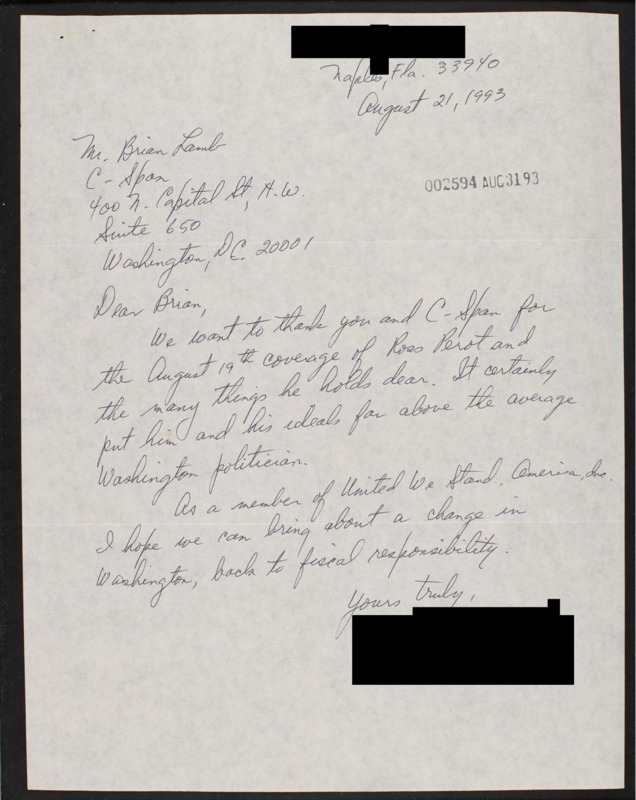 Naples, Fla. 33940
August 21, 1993
Mr. Brian Lamb
C-Span
400 N. Capital St, N.W.
Suite 650
Washington, DC. 20001
002594 AUG 31 93
Dear Brian,
We want to thank you and C-Span for
the August 19th coverage of Ross Perot and
the many things he holds dear. It certainly
put him and his ideals far above the average
Washington politician.
As a member of United We Stand, America, Inc.
I hope we can bring about a change in
Washington, back to fiscal responsibility.
Yours truly,